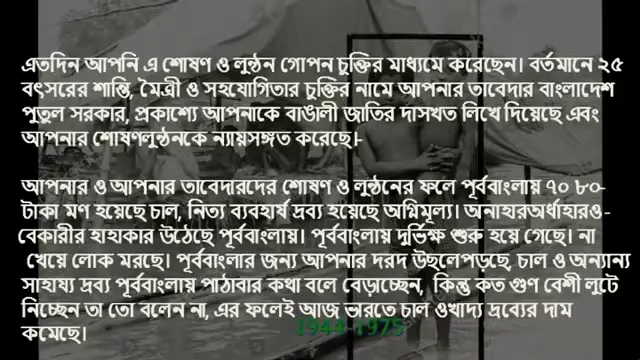 এতদিন আপনি এ শোষণ ও লুন্ঠন গোপন চুক্তির মাধ্যমে করেছেন। বর্তমানে ২৫
বৎসরের শান্তি, মৈত্রী ও সহযোগিতার চুক্তির নামে আপনার তাবেদার বাংলাদেশ
পুতুল সরকার, প্রকাশ্যে আপনাকে বাঙালী জাতির দাসখত লিখে দিয়েছে এবং
আপনার শোষণলুন্ঠনকে ন্যায়সঙ্গত করেছে।-
আপনার ও আপনার তাবেদারদের শোষণ ও লুন্ঠনের ফলে পূর্ববাংলায় ৭০ ৮০-
টাকা মণ হয়েছে চাল, নিত্য ব্যবহার্য দ্রব্য হয়েছে অগ্নিমূল্য। অনাহারঅর্ধাহারও-
বেকারীর হাহাকার উঠেছে পূর্ববাংলায়। পূর্ববাংলায় দুর্ভিক্ষ শুরু হয়ে গেছে। না
খেয়ে লোক মরছে। পূর্ববাংলার জন্য আপনার দরদ উছলেপড়ছে, চাল ও অন্যান্য
সাহায্য দ্রব্য পূর্ববাংলায় পাঠাবার কথা বলে বেড়াচ্ছেন, কিন্তু কত গুণ বেশী লুটে
নিচ্ছেন তা তো বলেন না, এর ফলেই আজ ভারতে চাল ওখাদ্য দ্রব্যের দাম
কমেছে।
1944-1975